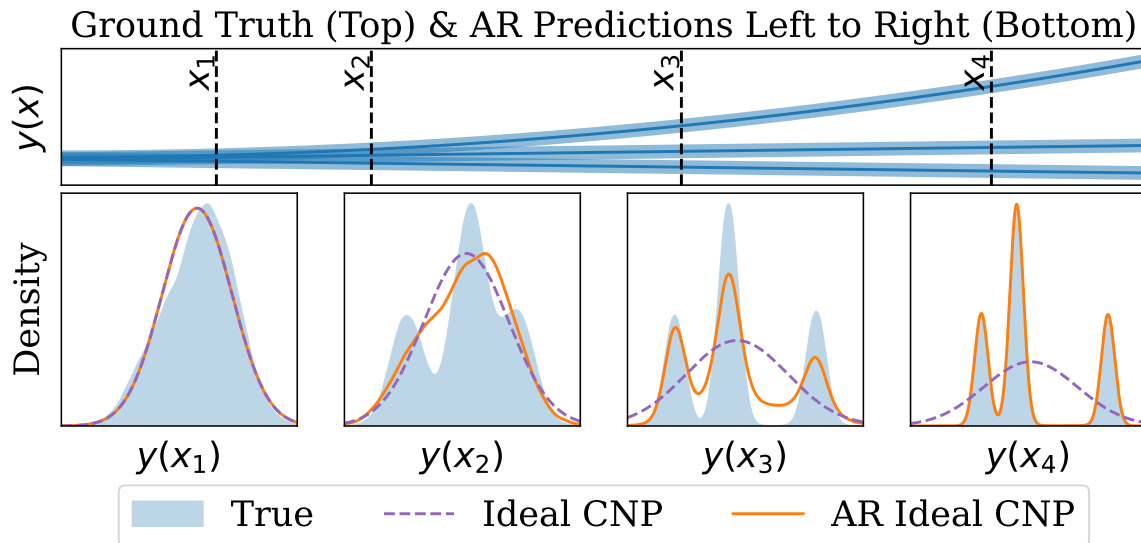 Ground Truth (Top) & AR Predictions Left to Right (Bottom)
y(x)
x₁
x₂
x₃
x₄
Density
y(x₁)
y(x₂)
y(x₃)
y(x₄)
True
Ideal CNP
AR Ideal CNP